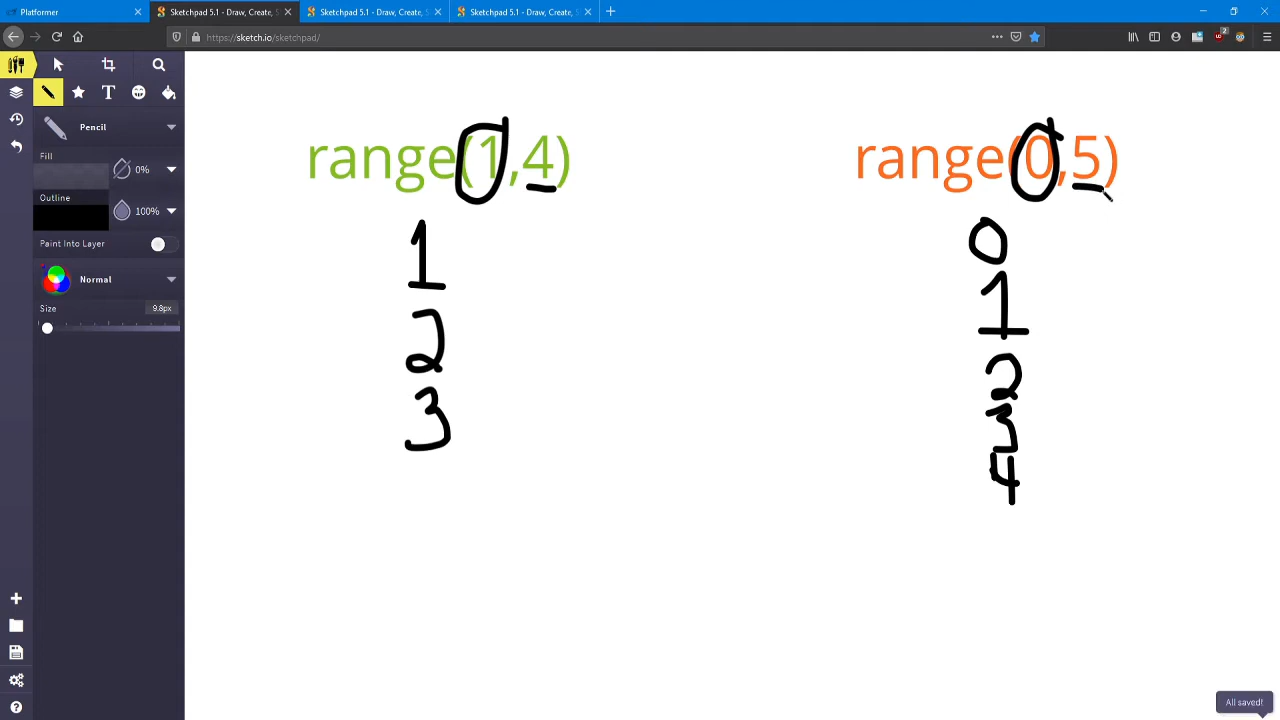 Platformer
Sketchpad 5.1 - Draw, Create, S
Sketchpad 5.1 - Draw, Create, S
Sketchpad 5.1 - Draw, Create, S
https://sketch.io/sketchpad/
2
Pencil
Fill
0%
Outline
100%
Paint Into Layer
Normal
Size
9.8px
range(1,4)
1
2
3
range(0,5)
0
1
2
3
4
All saved!